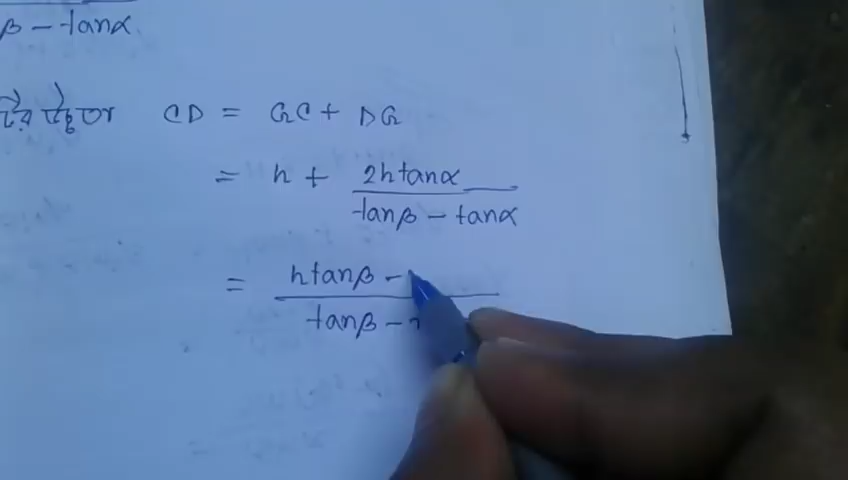 β - tanα
CD = GC + DG
= h + 2htanα / tanβ - tanα
= htanβ - / tanβ -